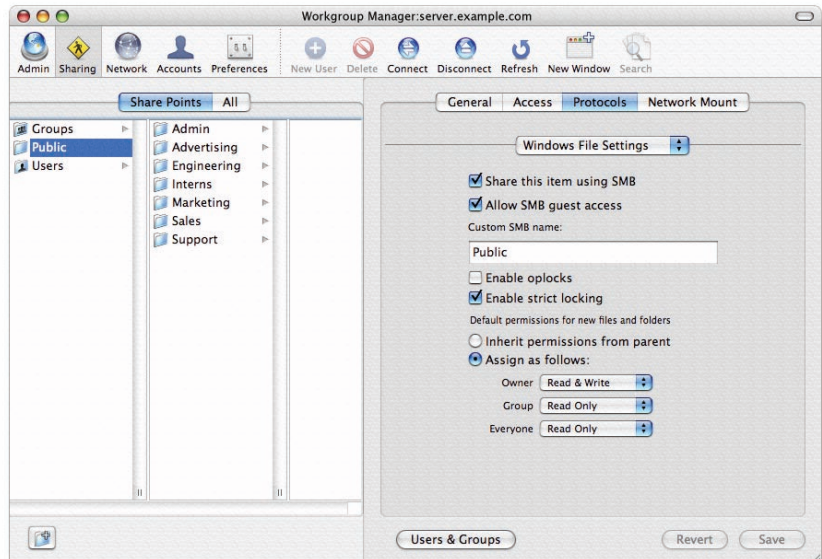 Workgroup Manager:server.example.com
Admin Sharing Network Accounts Preferences New User Delete Connect Disconnect Refresh New Window Search
Share Points All
Groups
Public
Users
Admin
Advertising
Engineering
Interns
Marketing
Sales
Support
General Access Protocols Network Mount
Windows File Settings
Share this item using SMB
Allow SMB guest access
Custom SMB name:
Public
Enable oplocks
Enable strict locking
Default permissions for new files and folders
Inherit permissions from parent
Assign as follows:
Owner Read & Write
Group Read Only
Everyone Read Only
Users & Groups Revert Save